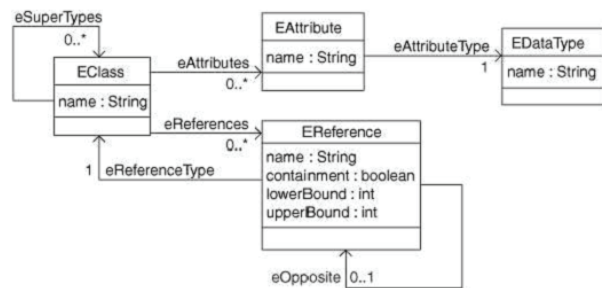 eSuperTypes
0..*
EClass
name : String
eAttributes
0..*
EAttribute
name : String
eAttributeType
1
EDataType
name : String
eReferences
0..*
1
eReferenceType
EReference
name : String
containment : boolean
lowerBound : int
upperBound : int
eOpposite
0..1